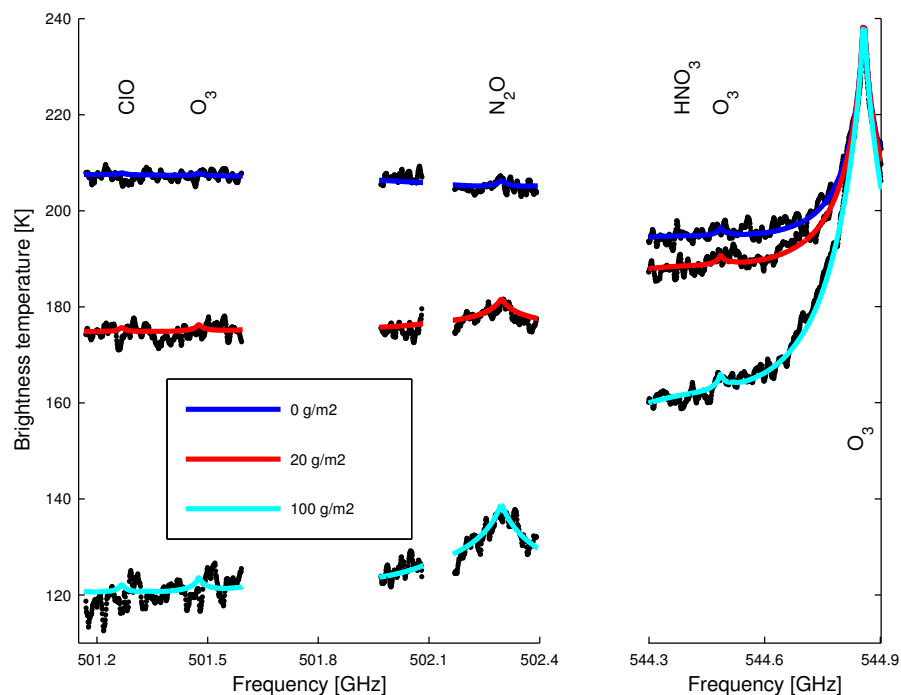 ClO
O3
N2O
HNO3
O3
Brightness temperature [K]
240
220
200
180
160
140
120
0 g/m2
20 g/m2
100 g/m2
O3
501.2
501.5
501.8
502.1
502.4
544.3
544.6
544.9
Frequency [GHz]
Frequency [GHz]